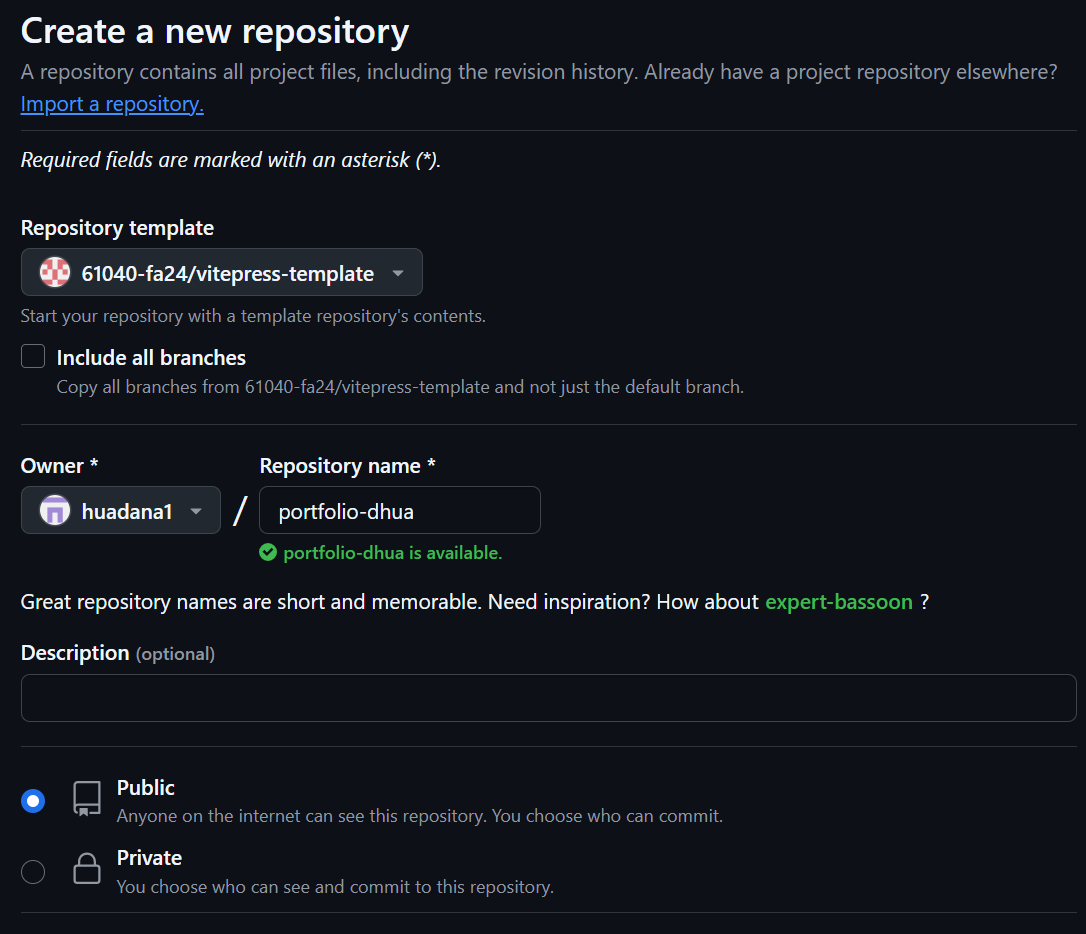 Create a new repository
A repository contains all project files, including the revision history. Already have a project repository elsewhere?
Import a repository.
Required fields are marked with an asterisk (*).
Repository template
61040-fa24/vitepress-template
Start your repository with a template repository's contents.
Include all branches
Copy all branches from 61040-fa24/vitepress-template and not just the default branch.
Owner * Repository name *
huadana1 / portfolio-dhua
portfolio-dhua is available.
Great repository names are short and memorable. Need inspiration? How about expert-bassoon ?
Description (optional)
Public
Anyone on the internet can see this repository. You choose who can commit.
Private
You choose who can see and commit to this repository.